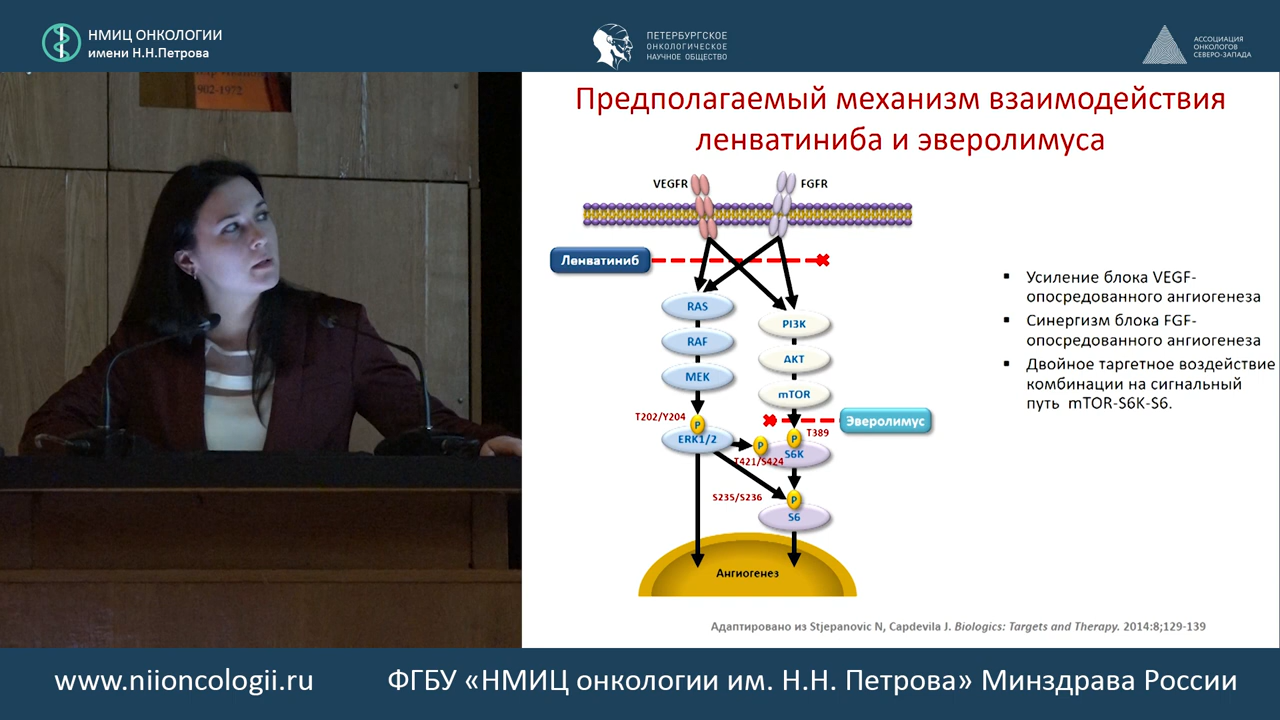 НМИЦ ОНКОЛОГИИ
имени Н.Н.Петрова
ПЕТЕРБУРГСКОЕ
ОНКОЛОГИЧЕСКОЕ
НАУЧНОЕ ОБЩЕСТВО
АССОЦИАЦИЯ
ОНКОЛОГОВ
СЕВЕРО-ЗАПАДА
902-1972
Предполагаемый механизм взаимодействия
ленватиниба и эверолимуса
VEGFR
FGFR
Ленватиниб
RAS
PI3K
RAF
AKT
MEK
mTOR
T202/Y204
P
Эверолимус
ERK1/2
P
T389
P
S6K
T421/S424
S235/S236
P
S6
Ангиогенез
▪ Усиление блока VEGF-
опосредованного ангиогенеза
▪ Синергизм блока FGF-
опосредованного ангиогенеза
▪ Двойное таргетное воздействие
комбинации на сигнальный
путь mTOR-S6K-S6.
Адаптировано из Stjepanovic N, Capdevila J. Biologics: Targets and Therapy. 2014:8;129-139
www.niioncologii.ru
ФГБУ «НМИЦ онкологии им. Н.Н. Петрова» Минздрава России